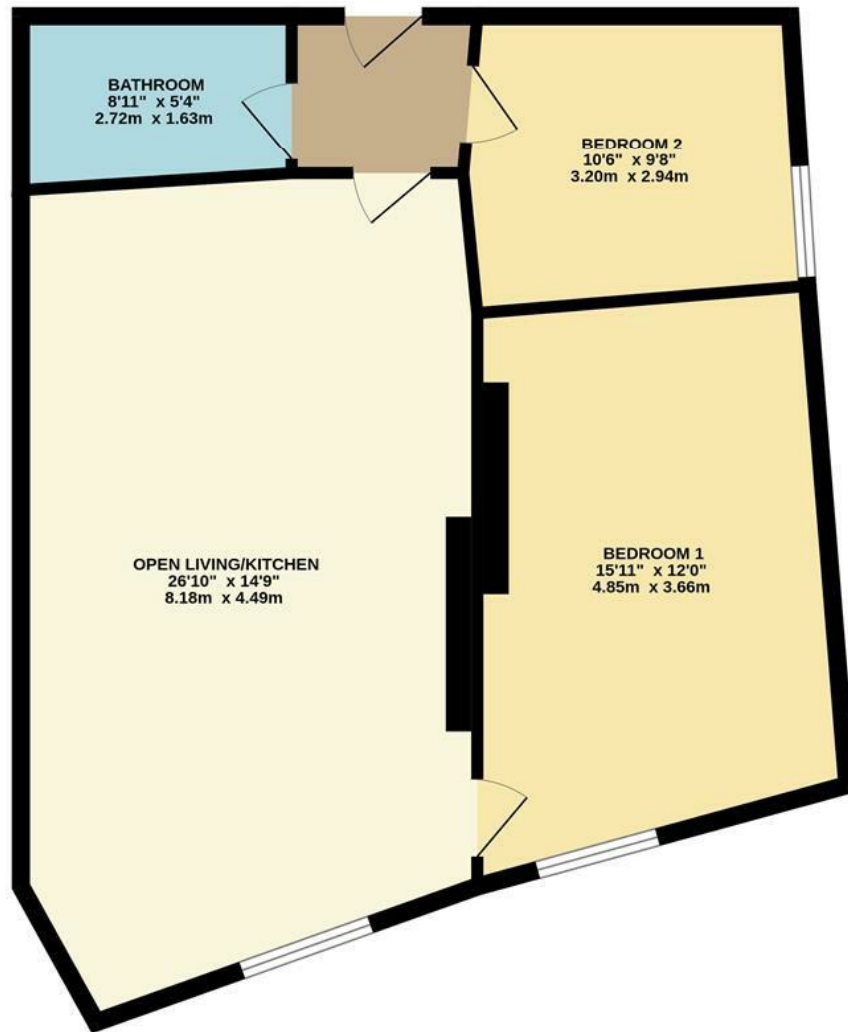 BATHROOM
8'11" x 5'4"
2.72m x 1.63m
BEDROOM 2
10'6" x 9'8"
3.20m x 2.94m
OPEN LIVING/KITCHEN
26'10" x 14'9"
8.18m x 4.49m
BEDROOM 1
15'11" x 12'0"
4.85m x 3.66m